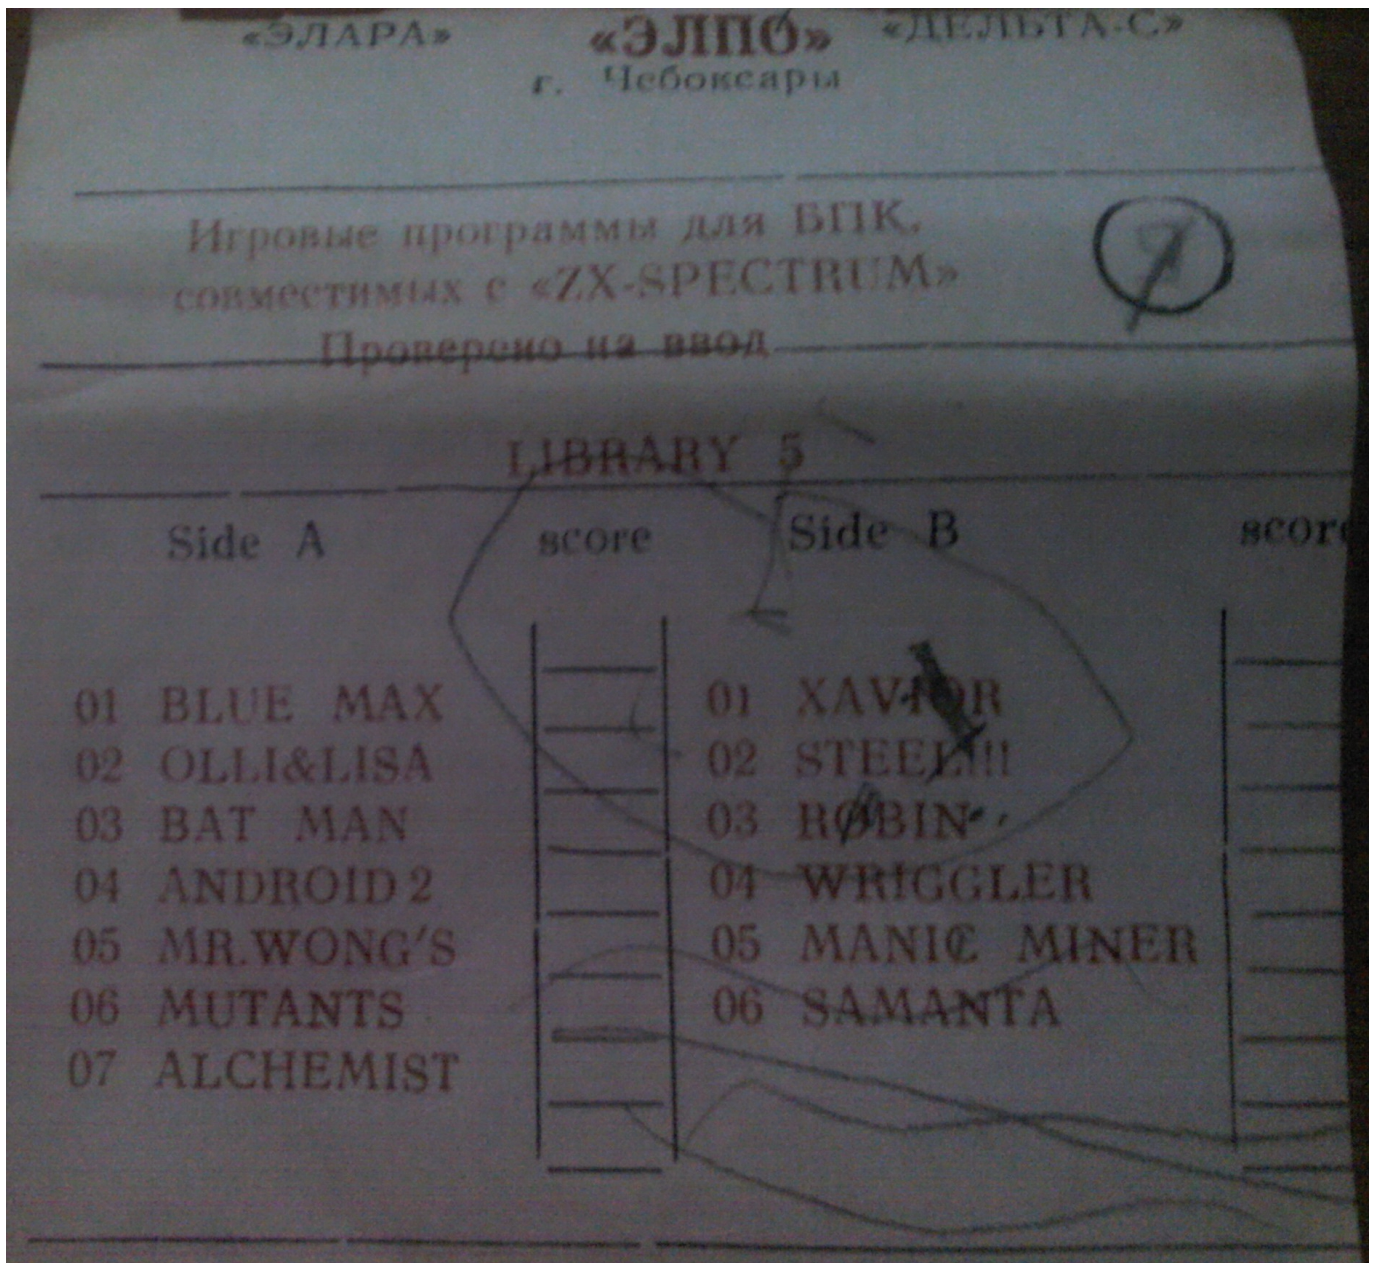 «ЭЛАРА» «ЭЛПО» «ДЕЛЬТА-С»
г. Чебоксары
Игровые программы для БПК,
совместимых с «ZX-SPECTRUM»
Проверено на ввод
LIBRARY 5
Side A score Side B score
01 BLUE MAX 01 XAVIOR
02 OLLI&LISA 02 STEEL!!!
03 BAT MAN 03 ROBIN
04 ANDROID 2 04 WRIGGLER
05 MR.WONG'S 05 MANIC MINER
06 MUTANTS 06 SAMANTA
07 ALCHEMIST